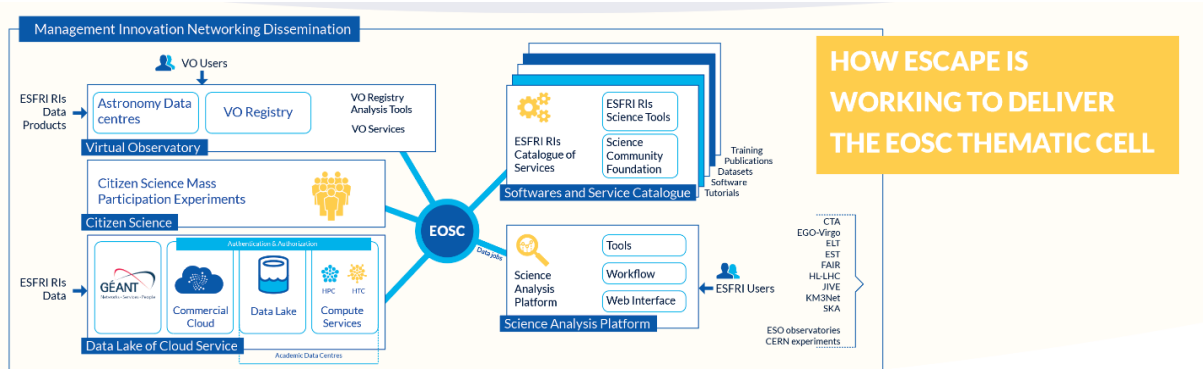 Management Innovation Networking Dissemination
HOW ESCAPE IS
WORKING TO DELIVER
THE EOSC THEMATIC CELL
VO Users
ESFRI RIs
Data
Products
Astronomy Data
centres
VO Registry
VO Registry
Analysis Tools
VO Services
Virtual Observatory
Citizen Science Mass
Participation Experiments
Citizen Science
ESFRI RIs
Data
Authentication & Authorization
GÉANT
Networks • Services • People
Commercial
Cloud
Data Lake
HPC
HTC
Compute
Services
Data Lake of Cloud Service
Academic Data Centres
EOSC
Data jobs
ESFRI RIs
Catalogue of
Services
ESFRI RIs
Science Tools
Science
Community
Foundation
Softwares and Service Catalogue
Training
Publications
Datasets
Software
Tutorials
Science
Analysis
Platform
Tools
Workflow
Web Interface
Science Analysis Platform
ESFRI Users
CTA
EGO-Virgo
ELT
EST
FAIR
HL-LHC
JIVE
KM3Net
SKA
ESO observatories
CERN experiments